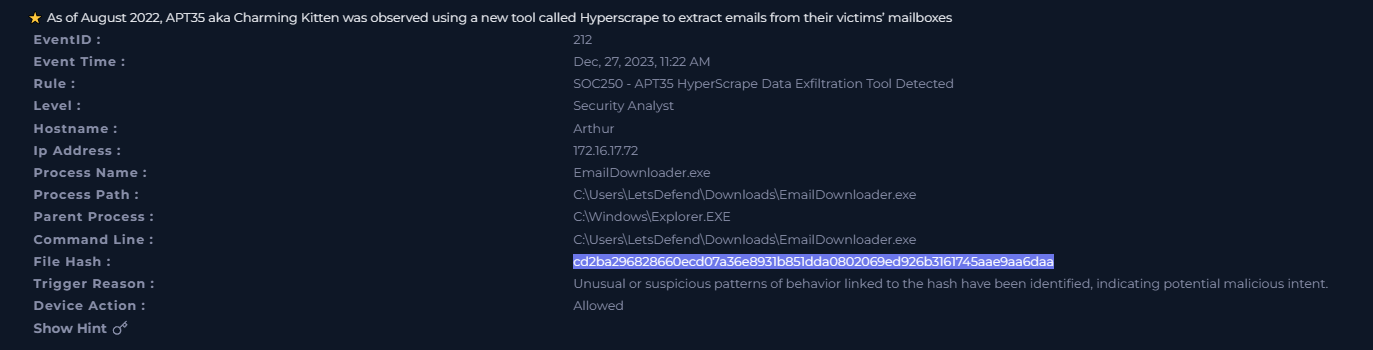 As of August 2022, APT35 aka Charming Kitten was observed using a new tool called Hyperscrape to extract emails from their victims’ mailboxes
EventID : 212
Event Time : Dec, 27, 2023, 11:22 AM
Rule : SOC250 - APT35 HyperScrape Data Exfiltration Tool Detected
Level : Security Analyst
Hostname : Arthur
Ip Address : 172.16.17.72
Process Name : EmailDownloader.exe
Process Path : C:\Users\LetsDefend\Downloads\EmailDownloader.exe
Parent Process : C:\Windows\Explorer.EXE
Command Line : C:\Users\LetsDefend\Downloads\EmailDownloader.exe
File Hash : cd2ba296828660ecd07a36e8931b851dda0802069ed926b3161745aae9aa6daa
Trigger Reason : Unusual or suspicious patterns of behavior linked to the hash have been identified, indicating potential malicious intent.
Device Action : Allowed
Show Hint